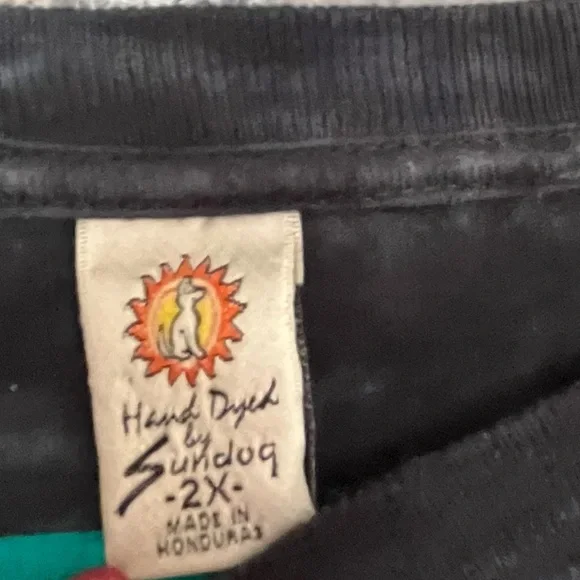 Hand Dyed
by
Sundog
-2X-
MADE IN
HONDURAS